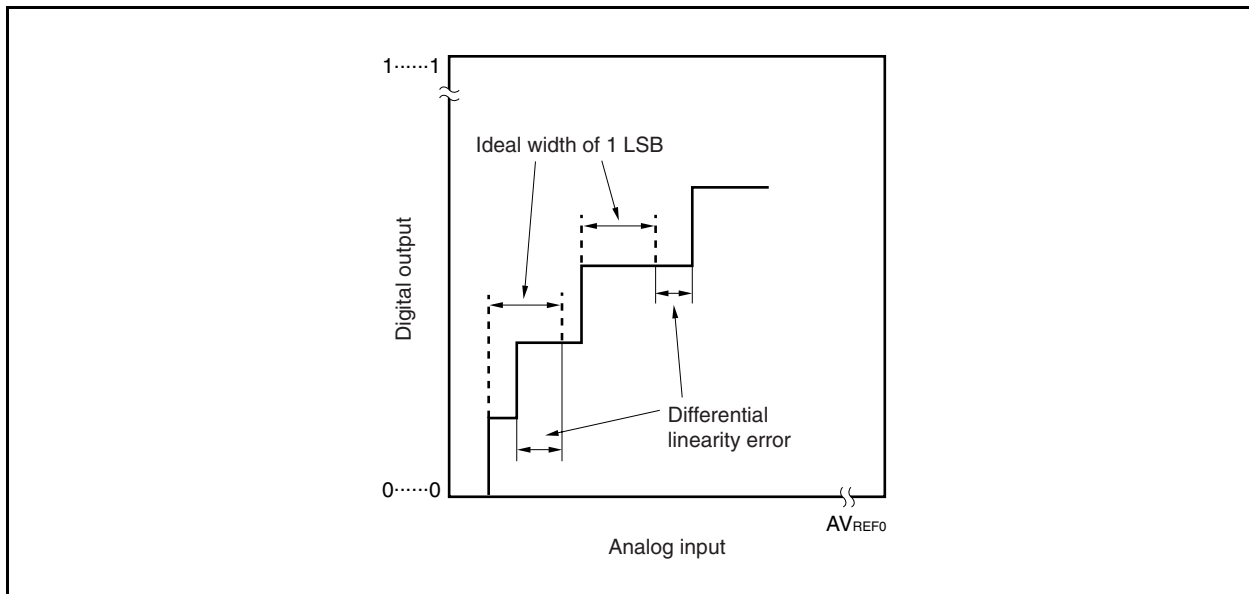 1······1
Ideal width of 1 LSB
Digital output
Differential
linearity error
0······0
AVREF0
Analog input